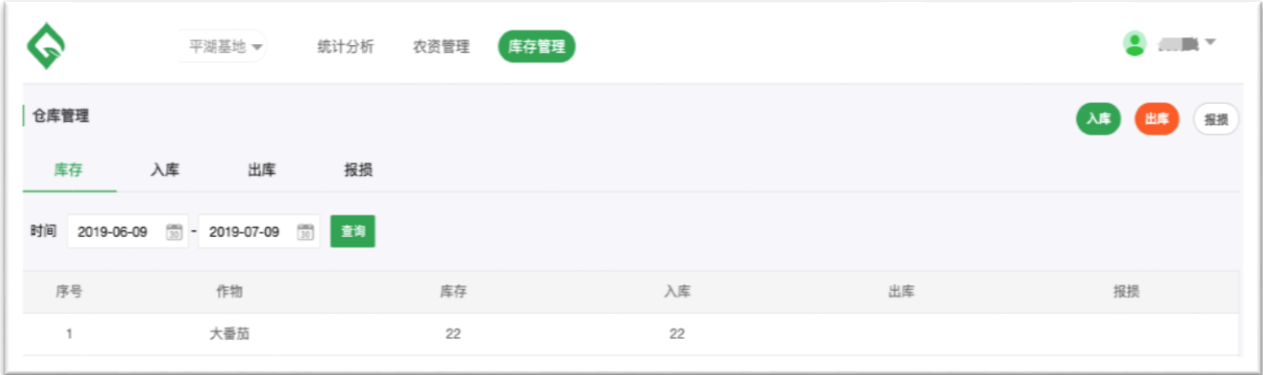 平湖基地 统计分析 农资管理 库存管理
仓库管理 入库 出库 报损
库存 入库 出库 报损
时间 2019-06-09 30 - 2019-07-09 30 查询
序号 作物 库存 入库 出库 报损
1 大番茄 22 22